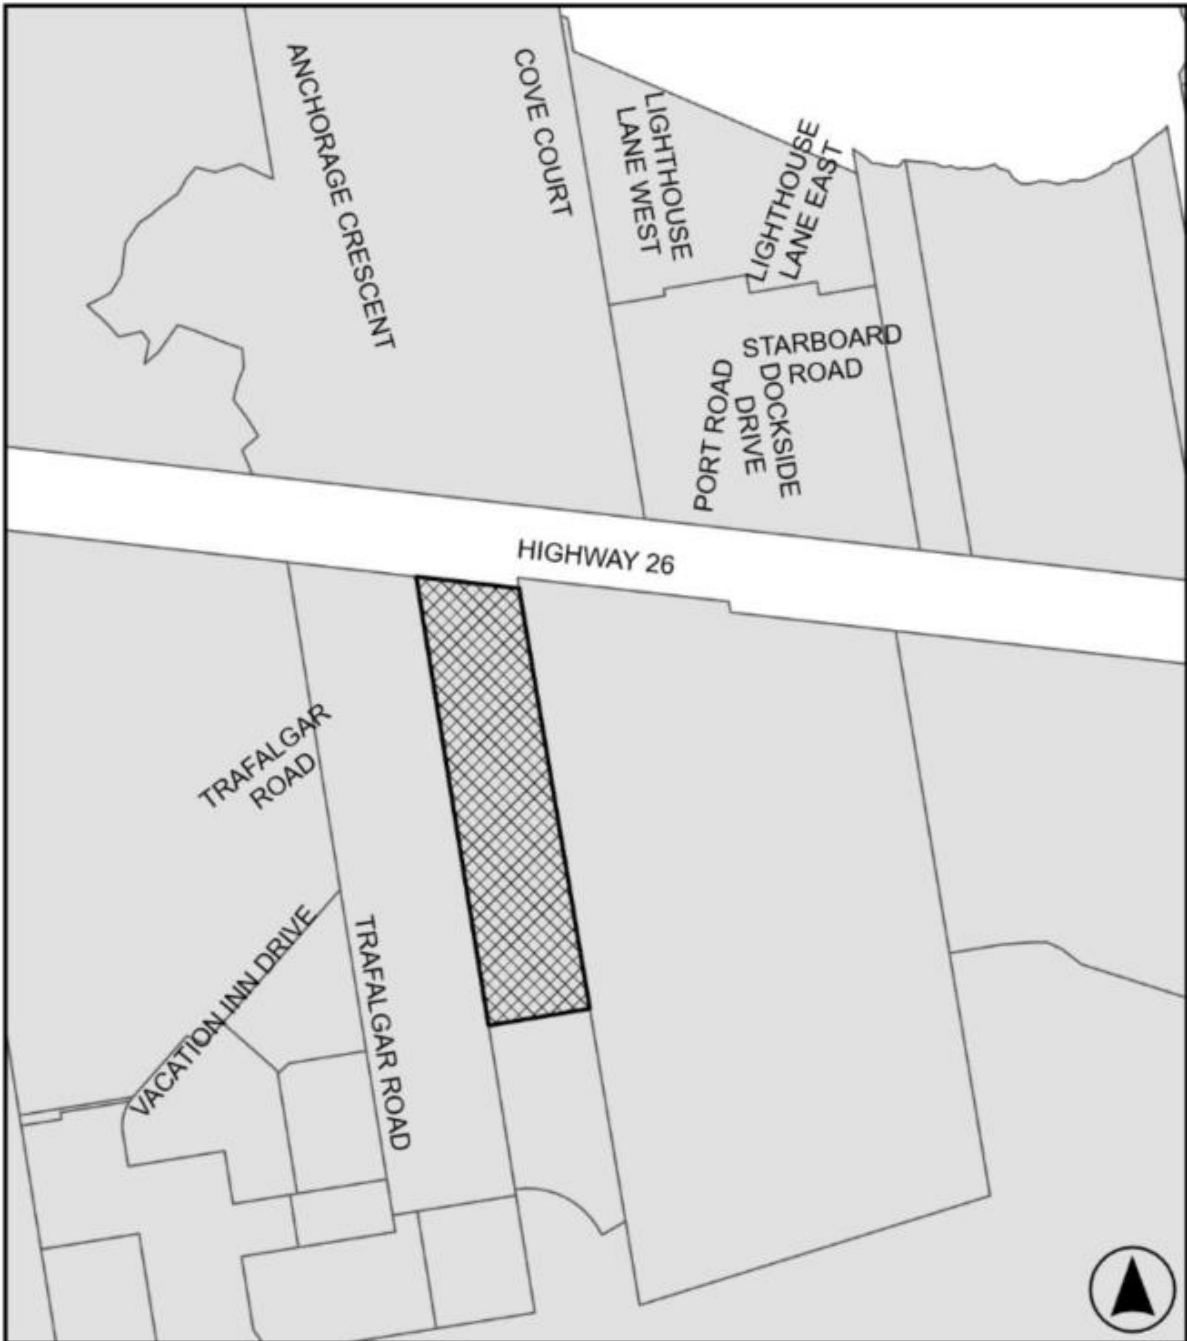 ANCHORAGE CRESCENT
COVE COURT
LIGHTHOUSE
LANE WEST
LIGHTHOUSE
LANE EAST
STARBOARD
ROAD
PORT ROAD
DOCKSIDE
DRIVE
HIGHWAY 26
TRAFALGAR
ROAD
VACATION INN DRIVE
TRAFALGAR ROAD